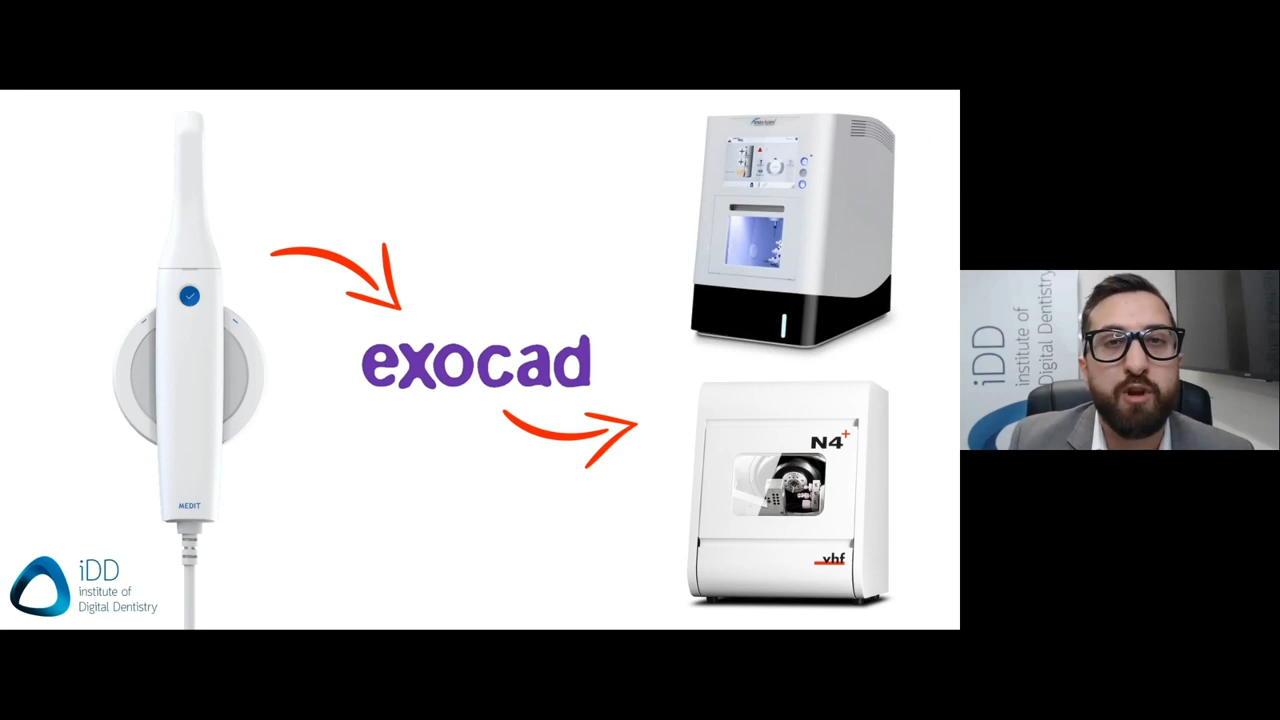 exocad
MEDIT
N4+
vhf
iDD
institute of
Digital Dentistry
iDD
institute of
Digital Dentistry